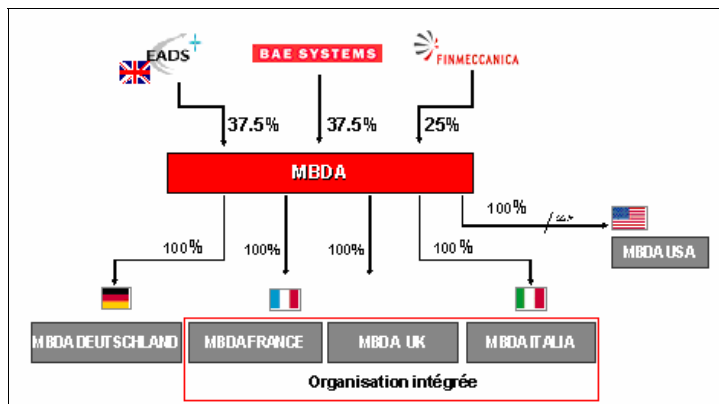 EADS
BAE SYSTEMS
FINMECCANICA
37.5%
37.5%
25%
MBDA
100%
100%
100%
100%
100%
MBDA USA
MBDA DEUTSCHLAND
MBDA FRANCE
MBDA UK
MBDA ITALIA
Organisation intégrée